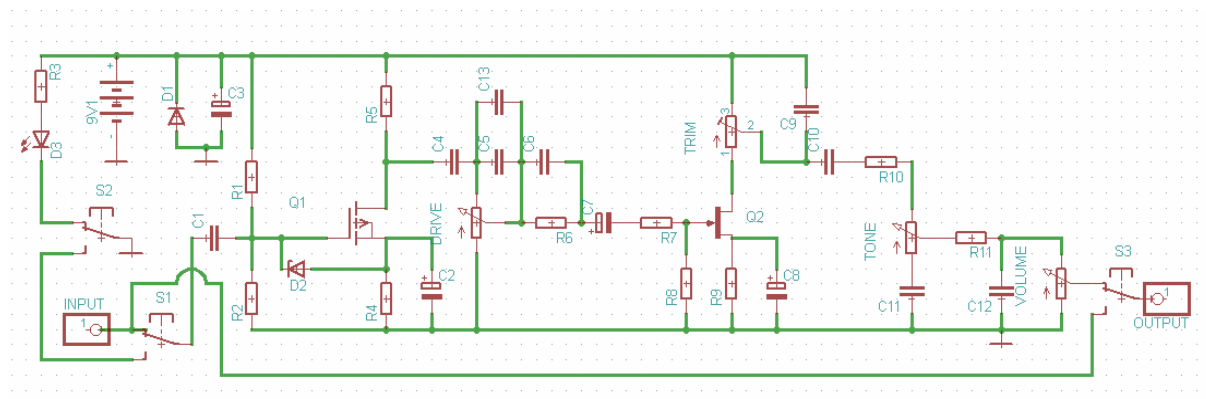 R3
D3
9V1
+
-
D1
C3
+
R1
R5
C13
C4
C5
C6
TRIM
3
2
1
C9
C10
R10
S2
C1
Q1
DRIVE
R6
C7
+
R7
Q2
TONE
R11
VOLUME
S3
1
OUTPUT
D2
C2
+
R2
R4
R8
R9
C8
+
C11
C12
INPUT
1
S1